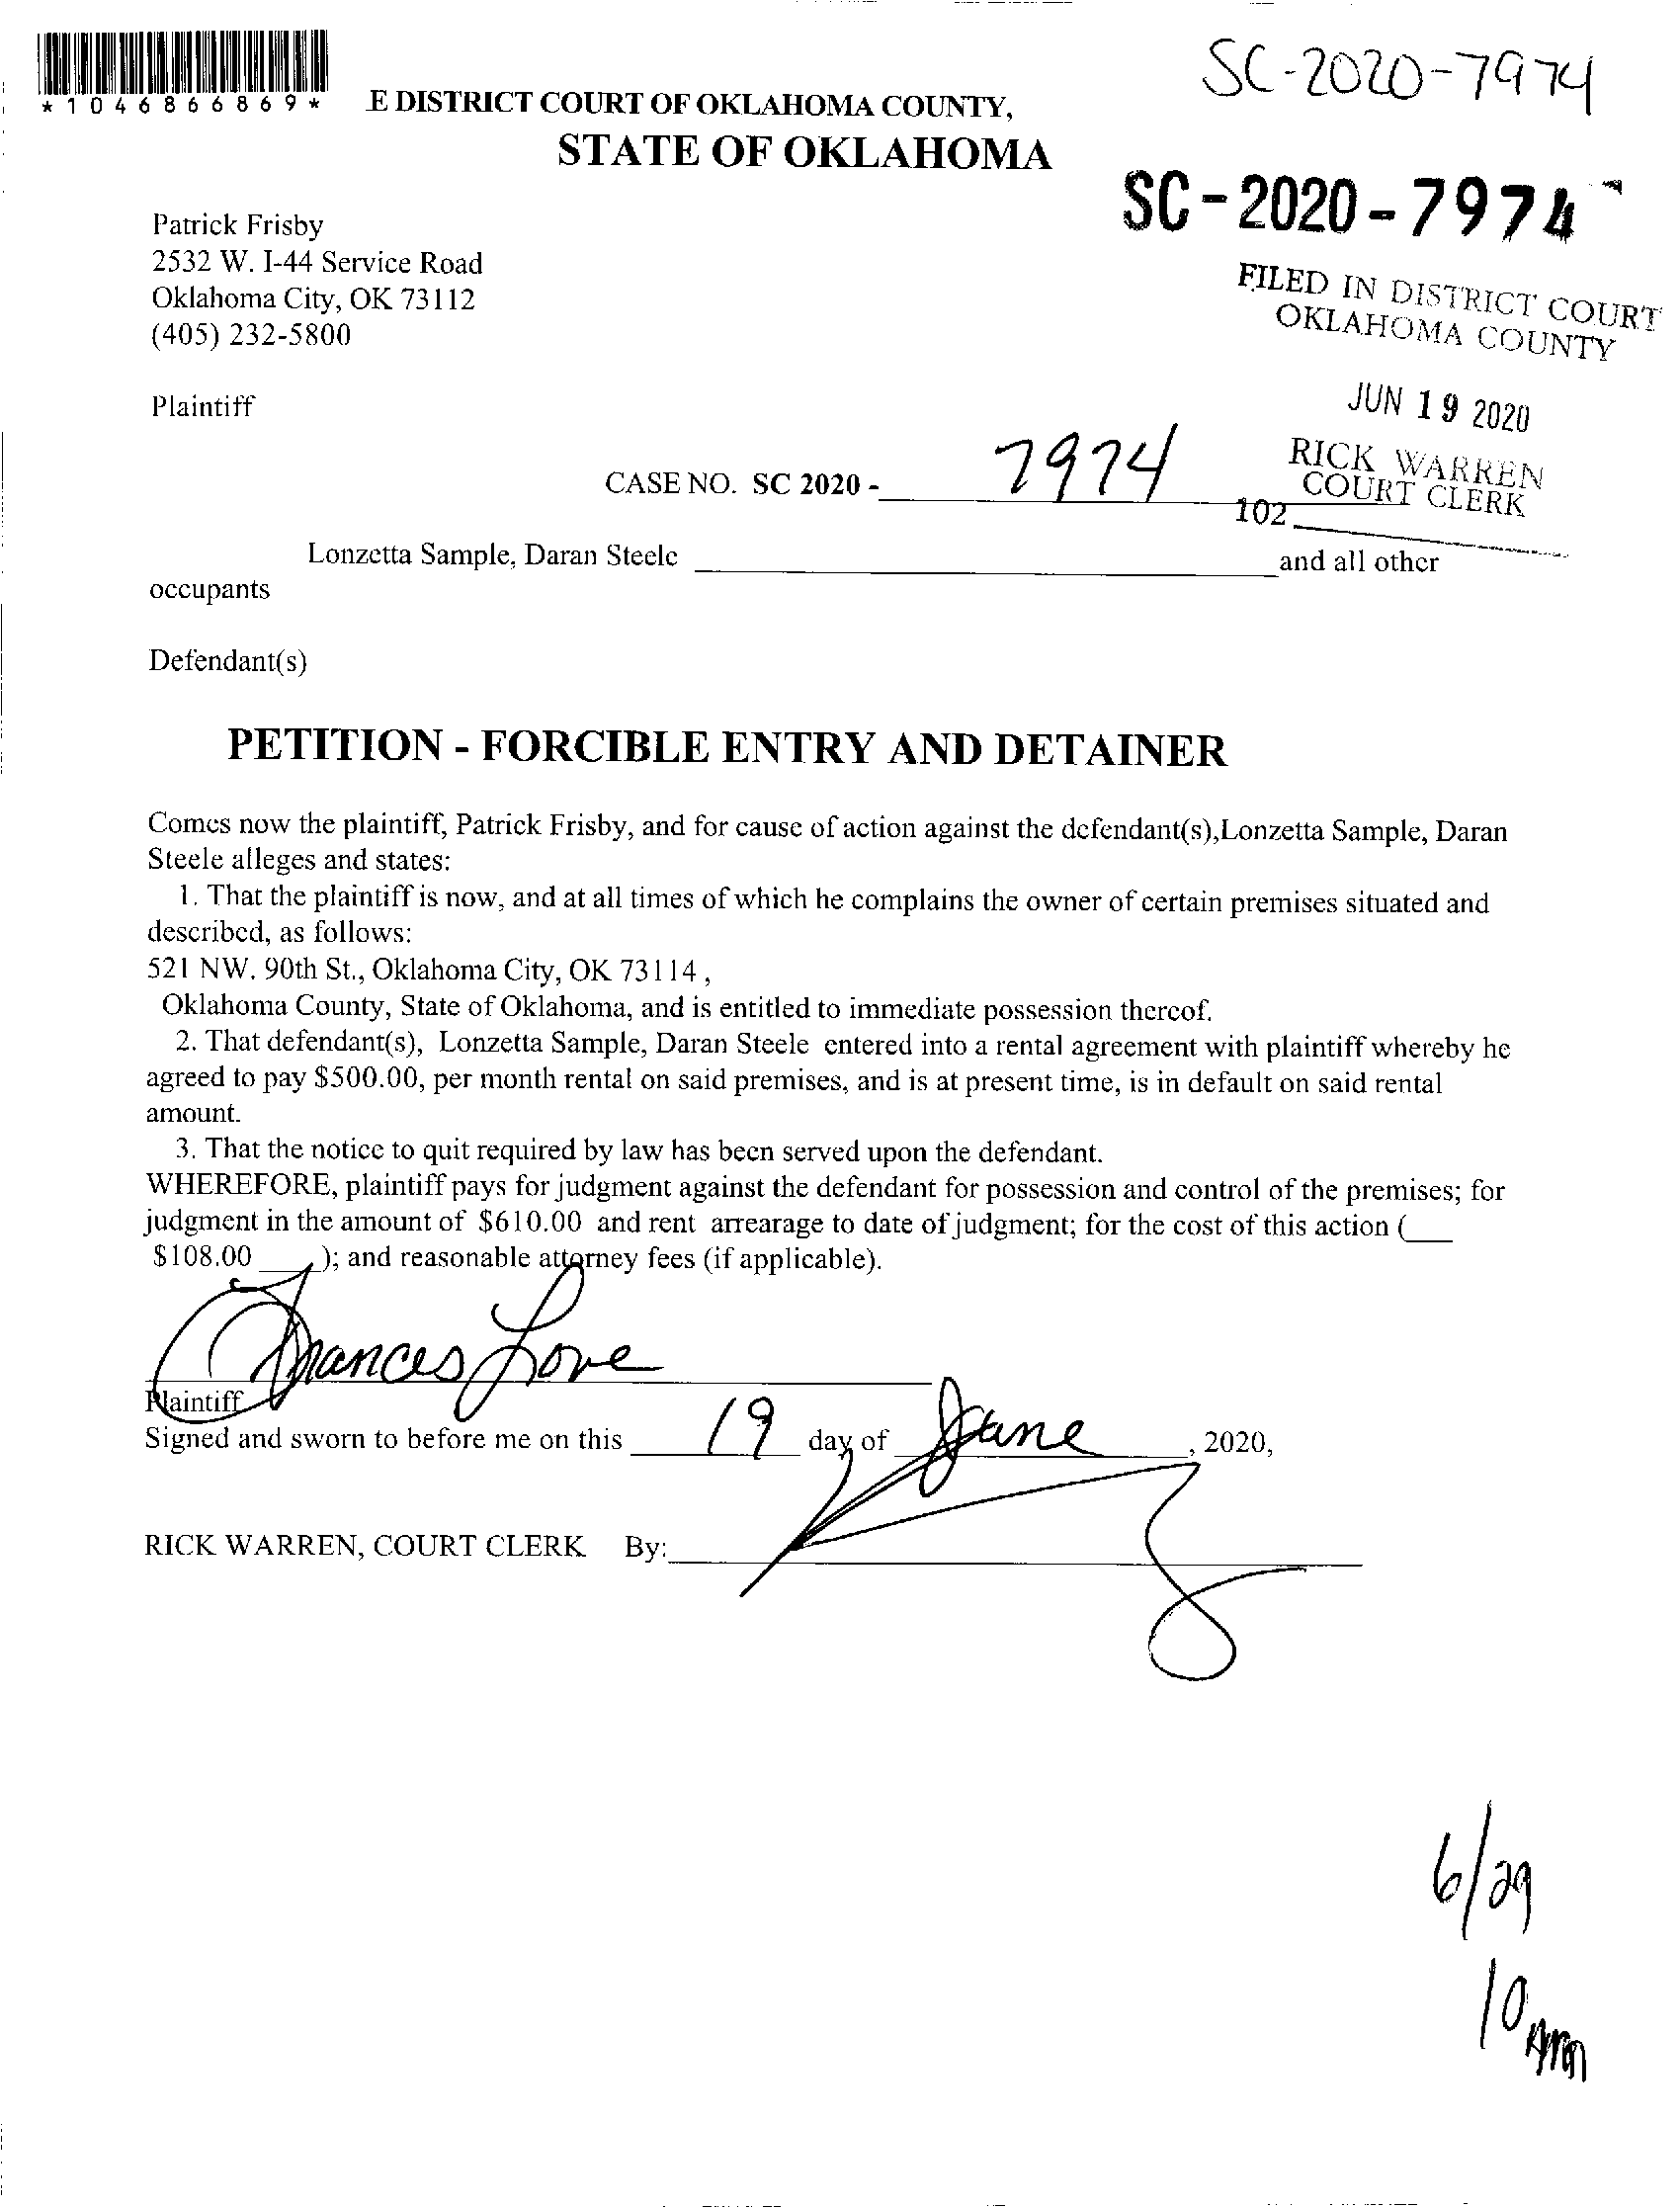 SC-2020-7974
*1046866869*
E DISTRICT COURT OF OKLAHOMA COUNTY,
STATE OF OKLAHOMA
SC-2020-7974
Patrick Frisby
2532 W. I-44 Service Road
Oklahoma City, OK 73112
(405) 232-5800
FILED IN DISTRICT COURT
OKLAHOMA COUNTY
Plaintiff
JUN 19 2020
RICK WARREN
COURT CLERK
CASE NO. SC 2020 - 7974
102
Lonzetta Sample, Daran Steele and all other
occupants
Defendant(s)
PETITION - FORCIBLE ENTRY AND DETAINER
Comes now the plaintiff, Patrick Frisby, and for cause of action against the defendant(s),Lonzetta Sample, Daran
Steele alleges and states:
1. That the plaintiff is now, and at all times of which he complains the owner of certain premises situated and
described, as follows:
521 NW. 90th St., Oklahoma City, OK 73114 ,
Oklahoma County, State of Oklahoma, and is entitled to immediate possession thereof.
2. That defendant(s), Lonzetta Sample, Daran Steele entered into a rental agreement with plaintiff whereby he
agreed to pay $500.00, per month rental on said premises, and is at present time, is in default on said rental
amount.
3. That the notice to quit required by law has been served upon the defendant.
WHEREFORE, plaintiff pays for judgment against the defendant for possession and control of the premises; for
judgment in the amount of $610.00 and rent arrearage to date of judgment; for the cost of this action (___
$108.00 ____); and reasonable attorney fees (if applicable).
Frances Love
Plaintiff
Signed and sworn to before me on this 19 day of June, 2020,
RICK WARREN, COURT CLERK By:
6/29
10 AM